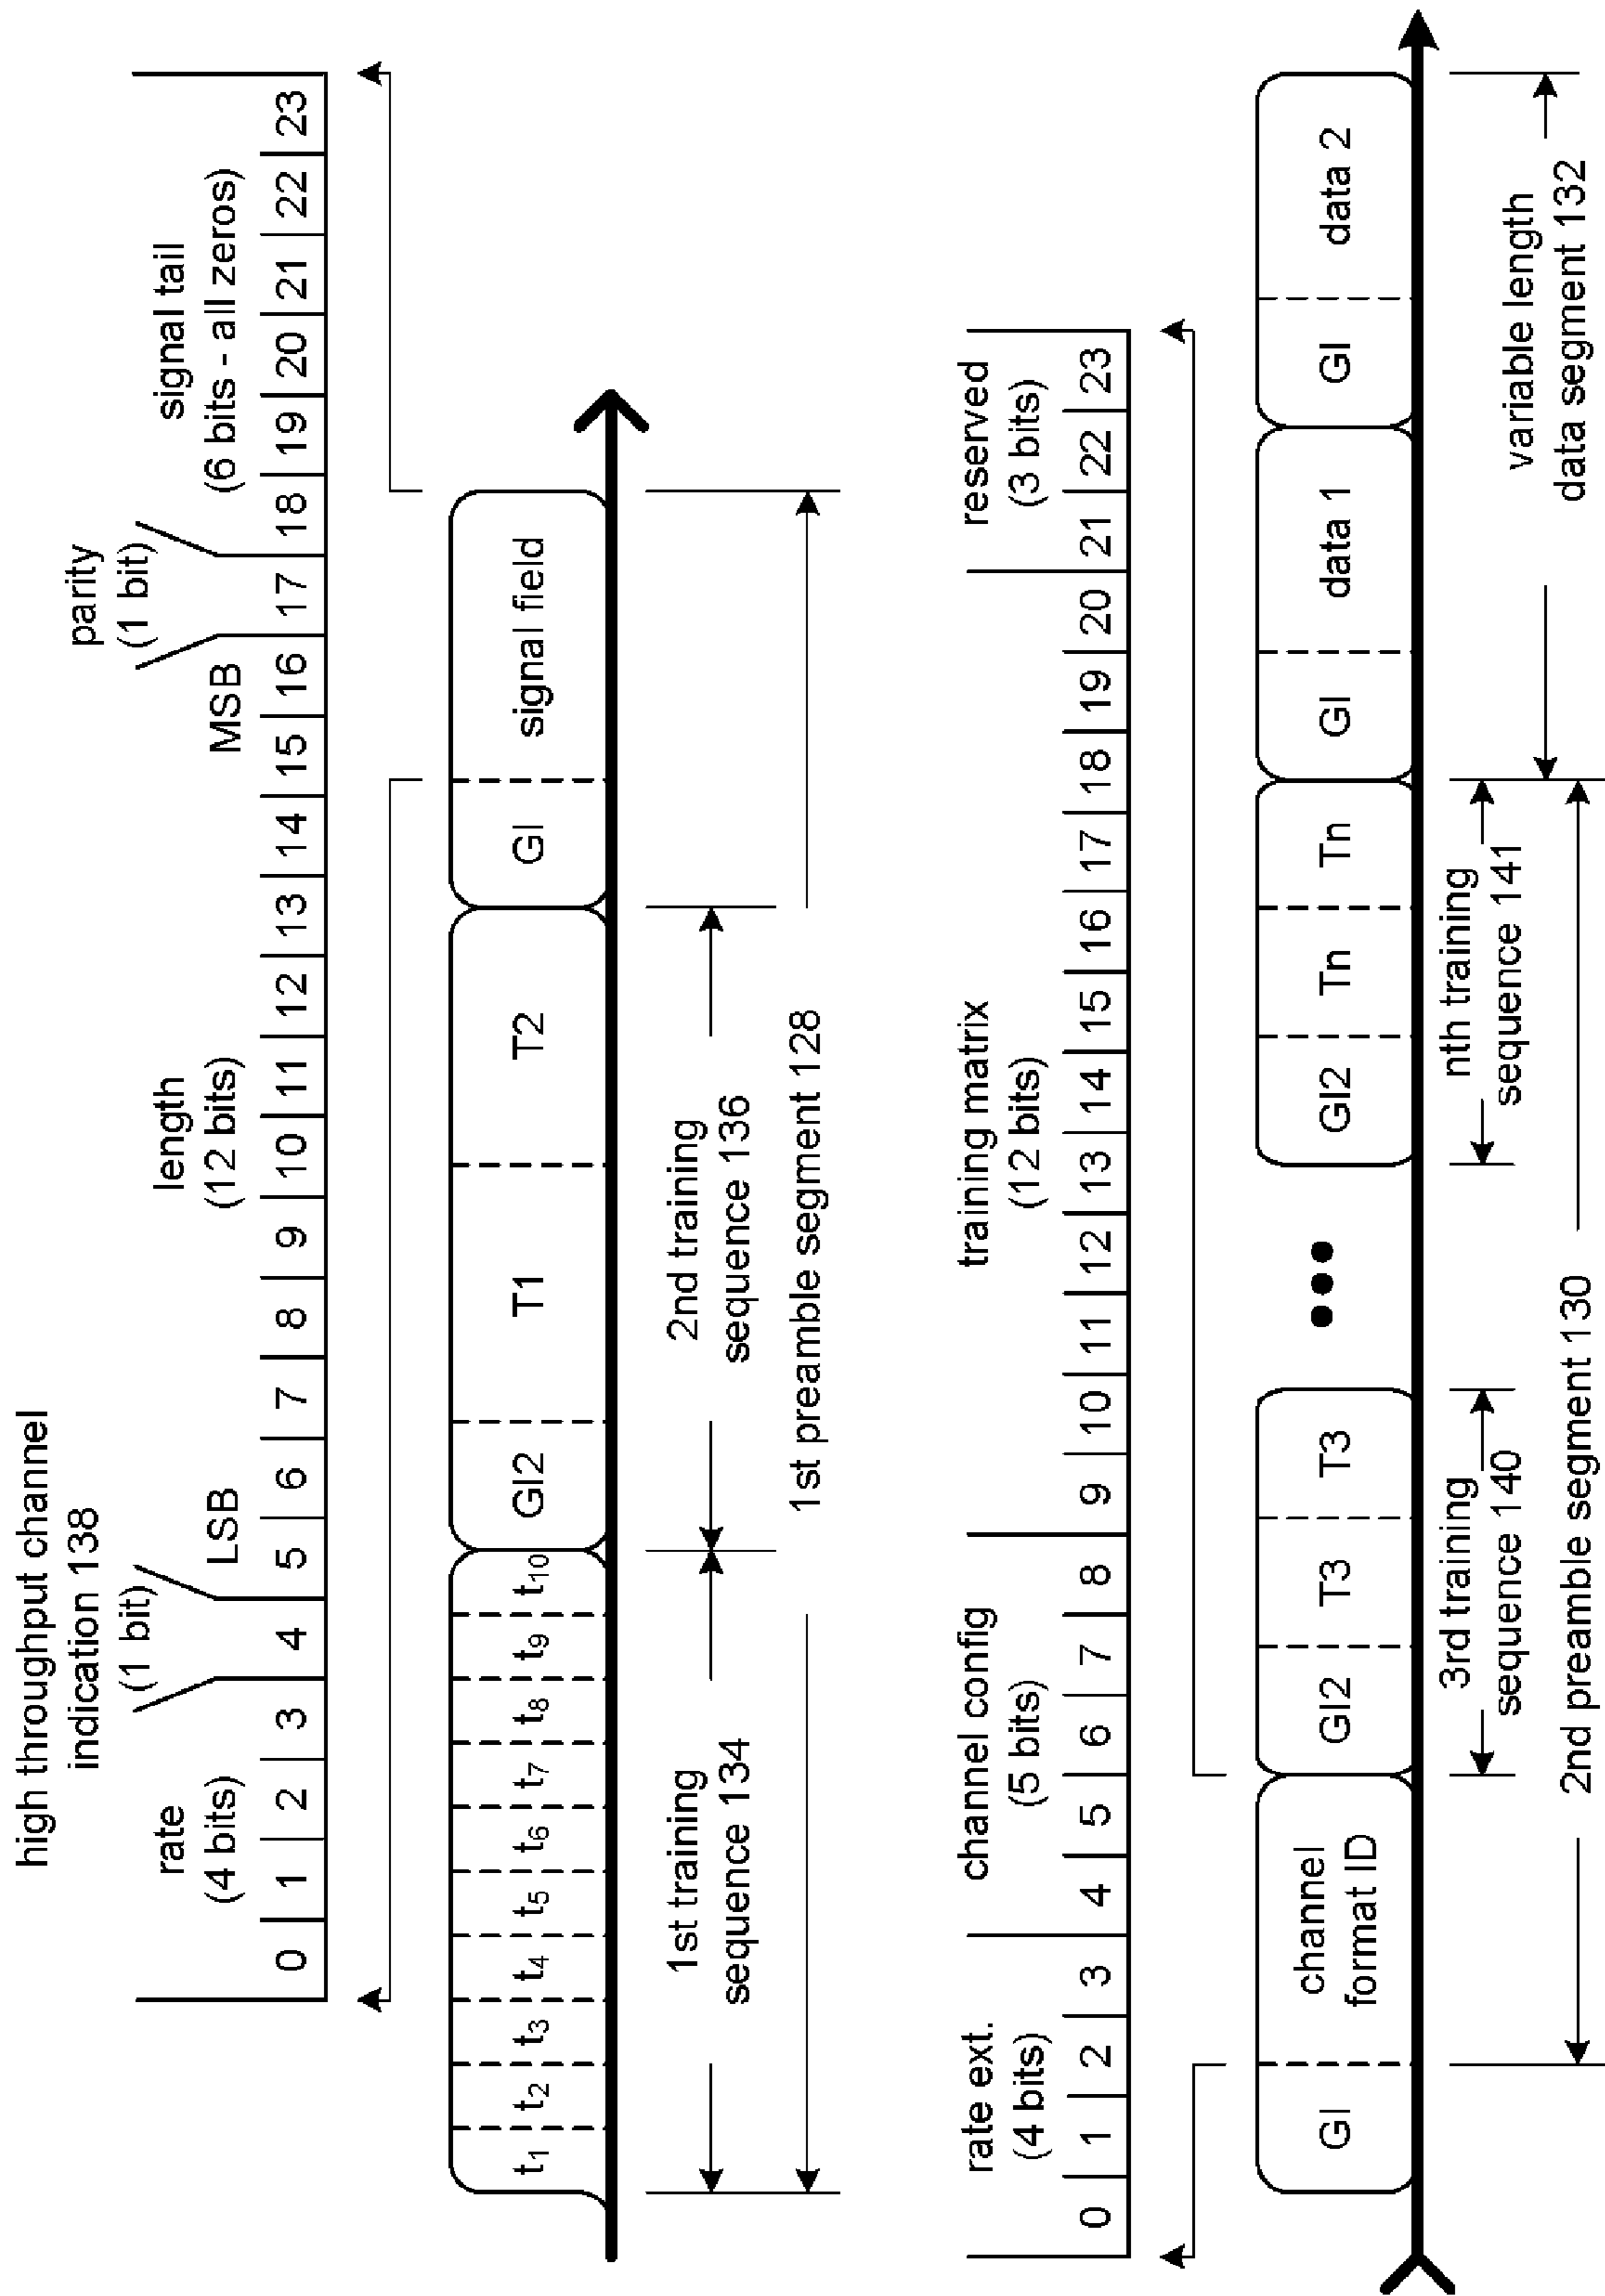 high throughput channel
indication 138
(1 bit)
rate
(4 bits)
LSB
length
(12 bits)
MSB
parity
(1 bit)
signal tail
(6 bits - all zeros)
0 1 2 3 4 5 6 7 8 9 10 11 12 13 14 15 16 17 18 19 20 21 22 23
t1 t2 t3 t4 t5 t6 t7 t8 t9 t10 GI2 T1 T2 GI signal field
1st training
sequence 134
2nd training
sequence 136
1st preamble segment 128
rate ext.
(4 bits)
channel config
(5 bits)
training matrix
(12 bits)
reserved
(3 bits)
0 1 2 3 4 5 6 7 8 9 10 11 12 13 14 15 16 17 18 19 20 21 22 23
GI
channel
format ID
GI2 T3 T3 ••• GI2 Tn Tn GI data 1 GI data 2
3rd training
sequence 140
nth training
sequence 141
2nd preamble segment 130
variable length
data segment 132